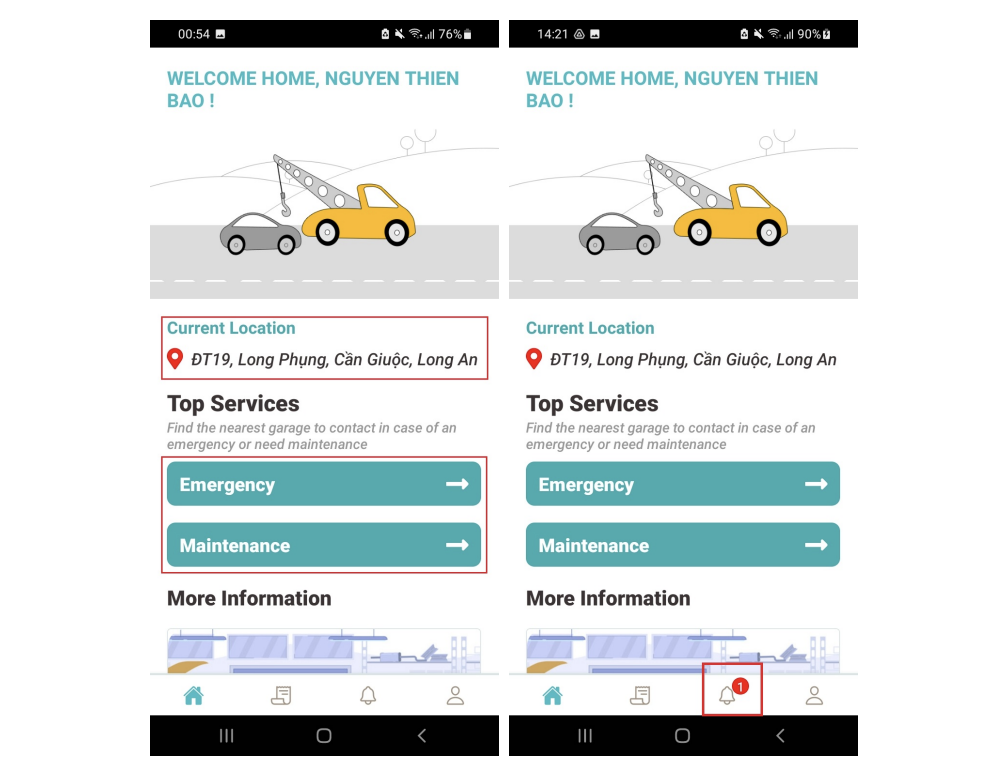 00:54
76%
WELCOME HOME, NGUYEN THIEN
BAO !
Current Location
ĐT19, Long Phụng, Cần Giuộc, Long An
Top Services
Find the nearest garage to contact in case of an
emergency or need maintenance
Emergency
Maintenance
More Information
14:21
90%
WELCOME HOME, NGUYEN THIEN
BAO !
Current Location
ĐT19, Long Phụng, Cần Giuộc, Long An
Top Services
Find the nearest garage to contact in case of an
emergency or need maintenance
Emergency
Maintenance
More Information
1